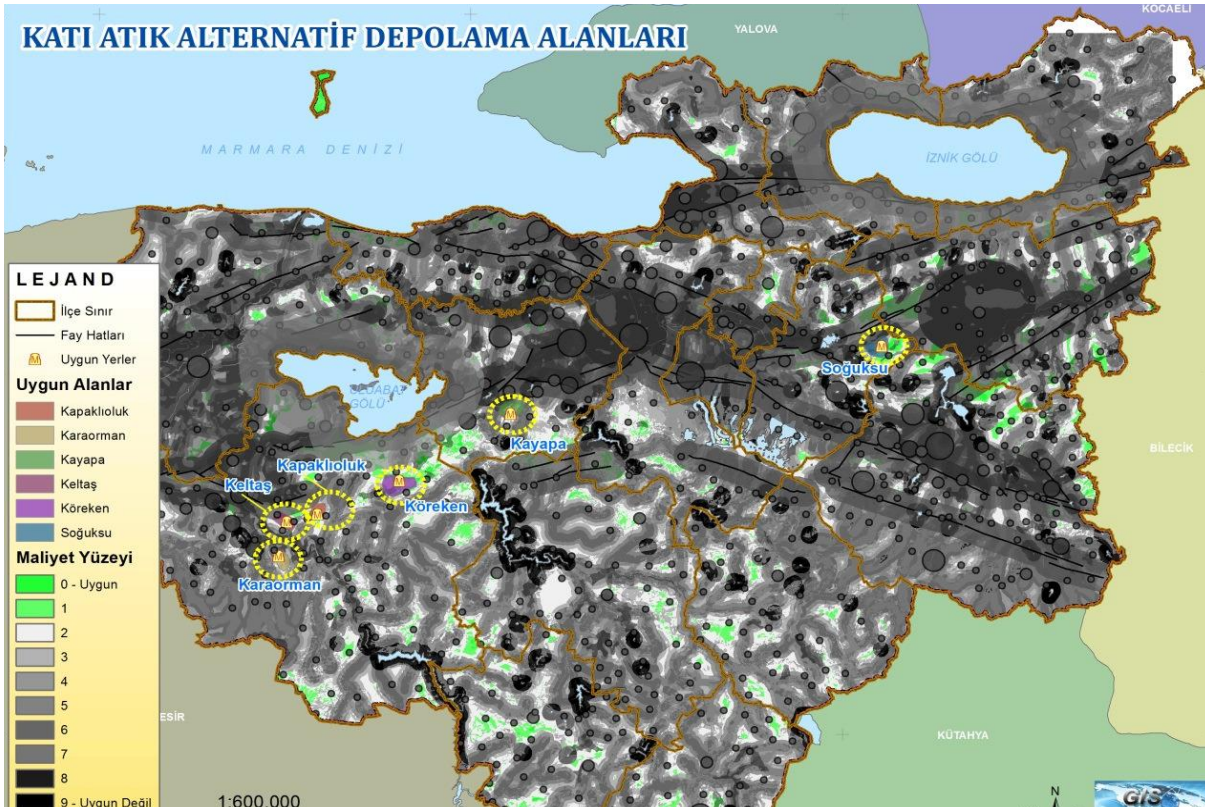 KATI ATIK ALTERNATİF DEPOLAMA ALANLARI
KOCAELİ
YALOVA
MARMARA DENİZİ
İZNİK GÖLÜ
LEJAND
İlçe Sınır
Fay Hatları
Uygun Yerler
Uygun Alanlar
Kapaklıoluk
Karaorman
Kayapa
Keltaş
Köreken
Soğuksu
Maliyet Yüzeyi
0 - Uygun
1
2
3
4
5
6
7
8
9 - Uygun Değil
ULUABAT
GÖLÜ
Soğuksu
Kayapa
Kapaklıoluk
Keltaş
Köreken
Karaorman
BİLECİK
ESİR
KÜTAHYA
1:600.000
N
GIS